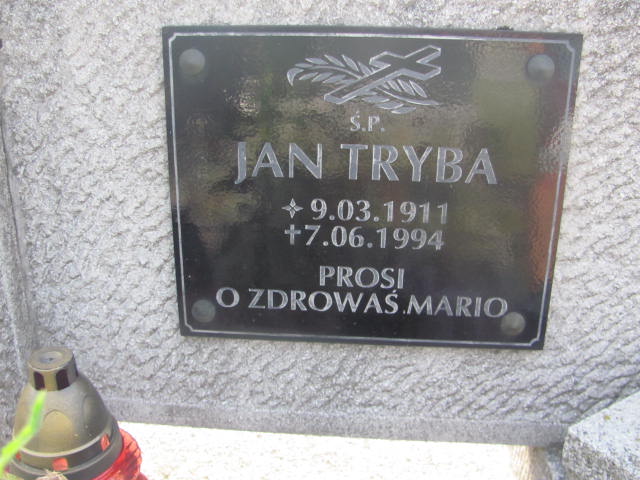 Ś.P.
JAN TRYBA
✧9.03.1911
✝7.06.1994
PROSI
O ZDROWAŚ.MARIO